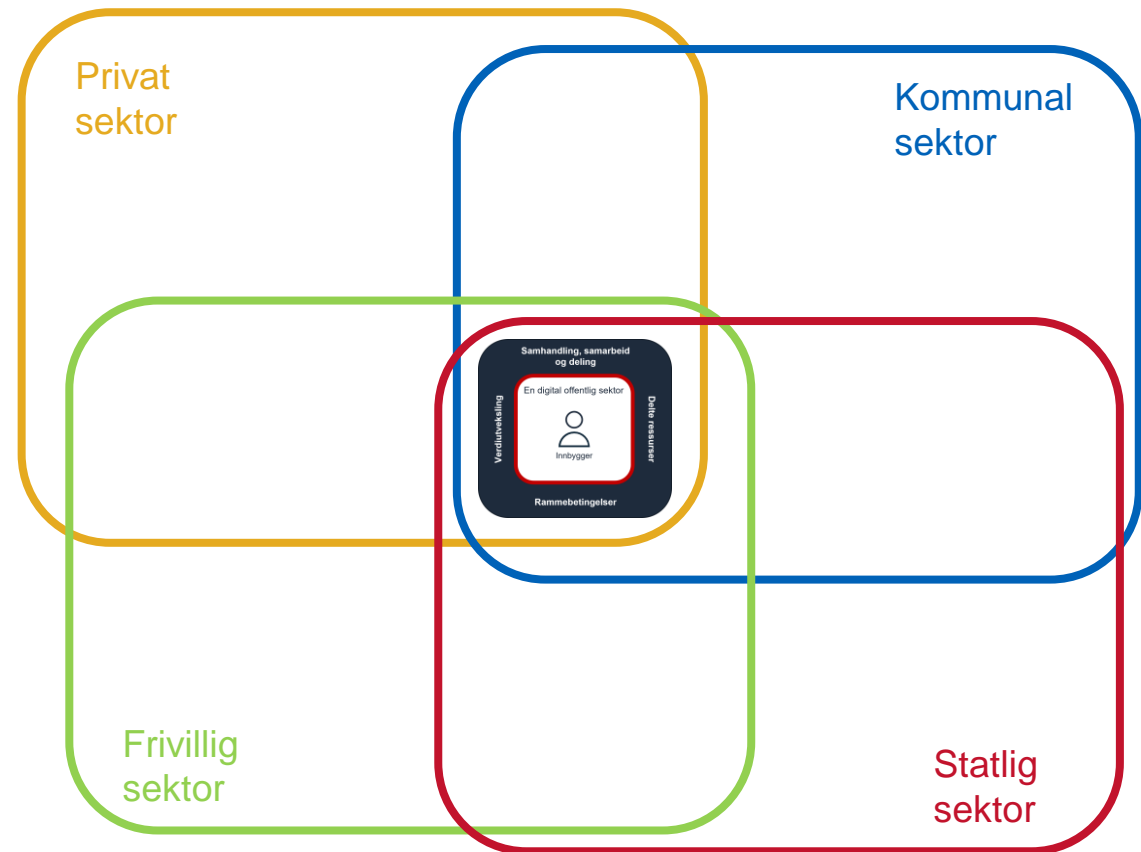 Privat
sektor
Kommunal
sektor
Samhandling, samarbeid
og deling
En digital offentlig sektor
Verdiutveksling
Delte ressurser
Innbygger
Rammebetingelser
Frivillig
sektor
Statlig
sektor